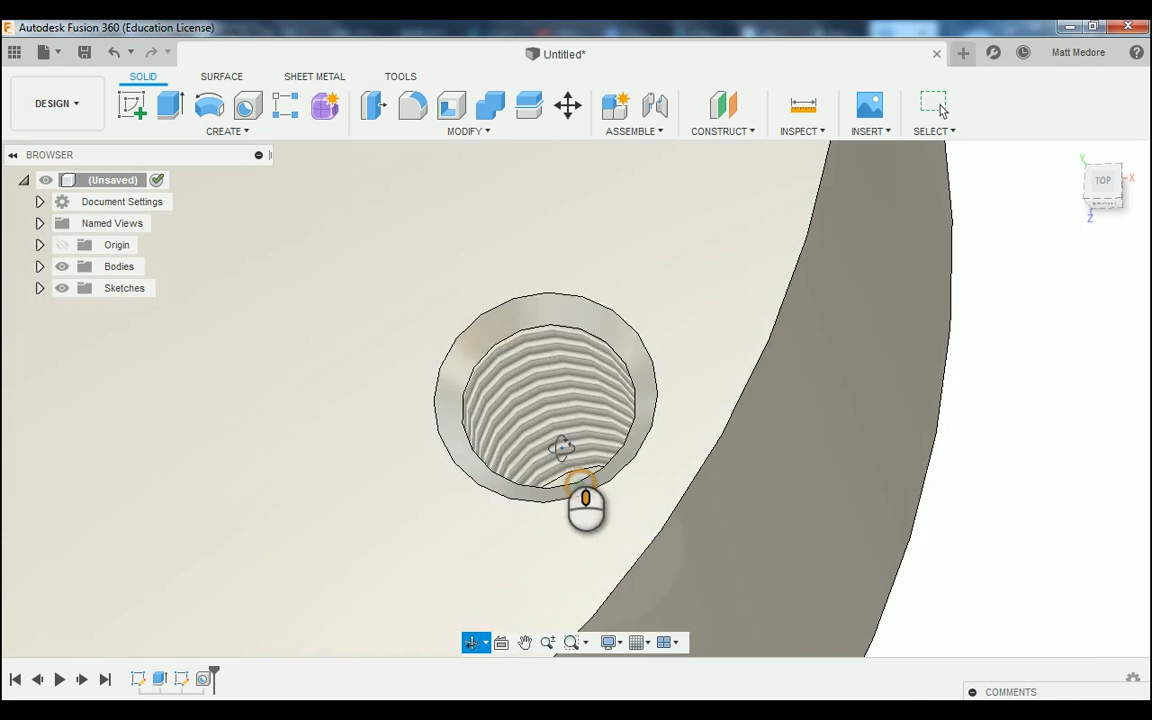 Autodesk Fusion 360 (Education License)
Untitled*
Matt Medore
DESIGN
SOLID
SURFACE
SHEET METAL
TOOLS
CREATE
MODIFY
ASSEMBLE
CONSTRUCT
INSPECT
INSERT
SELECT
BROWSER
(Unsaved)
Document Settings
Named Views
Origin
Bodies
Sketches
Y
TOP
X
Z
COMMENTS